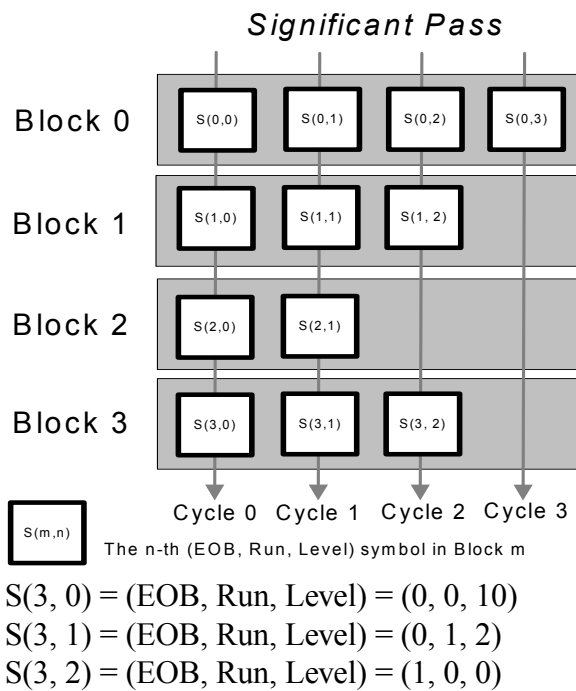 Significant Pass
Block 0 S(0,0) S(0,1) S(0,2) S(0,3)
Block 1 S(1,0) S(1,1) S(1, 2)
Block 2 S(2,0) S(2,1)
Block 3 S(3,0) S(3,1) S(3, 2)
Cycle 0 Cycle 1 Cycle 2 Cycle 3
S(m,n) The n-th (EOB, Run, Level) symbol in Block m
S(3, 0) = (EOB, Run, Level) = (0, 0, 10)
S(3, 1) = (EOB, Run, Level) = (0, 1, 2)
S(3, 2) = (EOB, Run, Level) = (1, 0, 0)